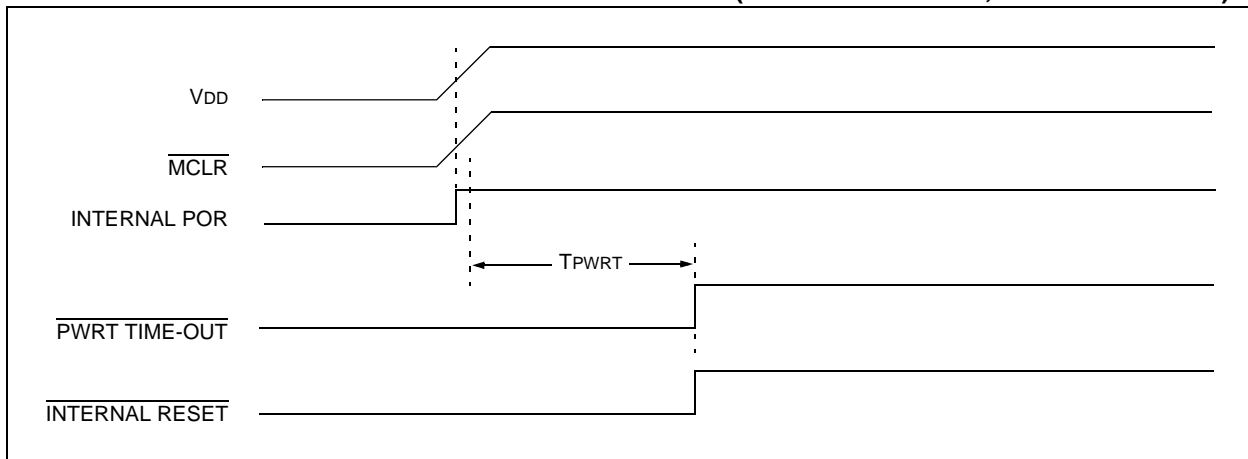 VDD
MCLR
INTERNAL POR
TPWRT
PWRT TIME-OUT
INTERNAL RESET